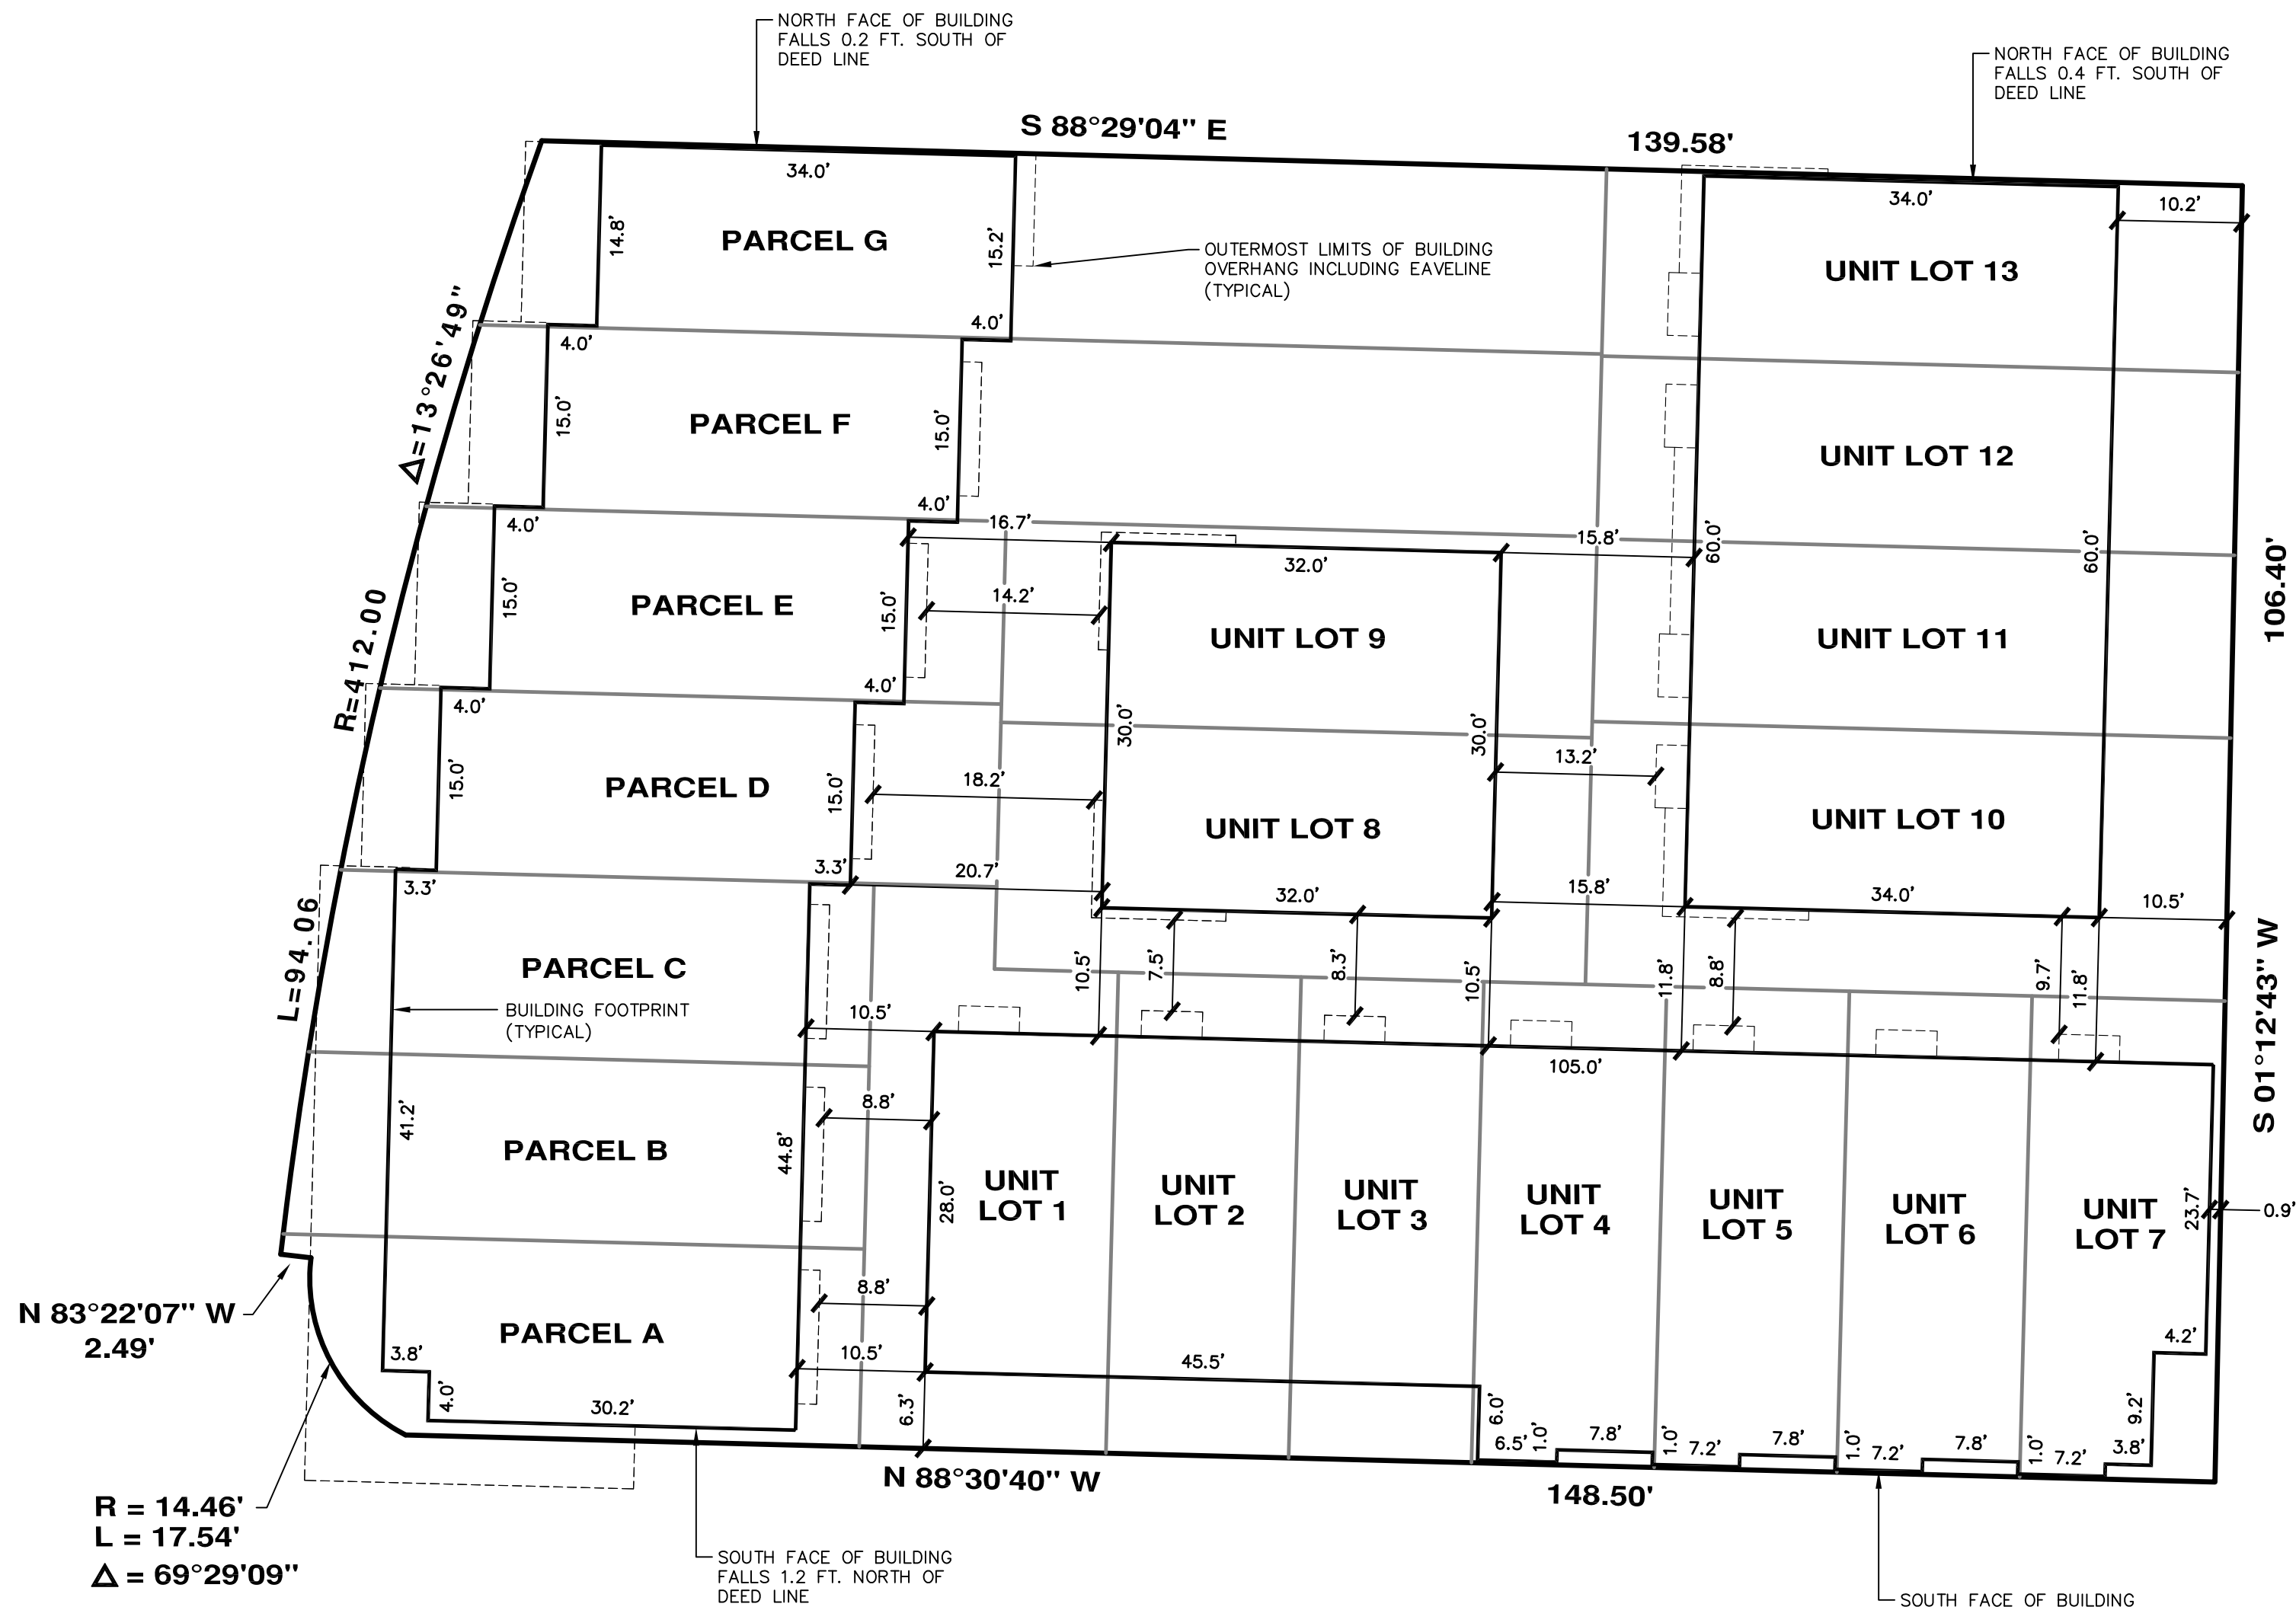 NORTH FACE OF BUILDING
FALLS 0.2 FT. SOUTH OF
DEED LINE
NORTH FACE OF BUILDING
FALLS 0.4 FT. SOUTH OF
DEED LINE
S 88°29'04" E
139.58'
34.0'
34.0'
10.2'
14.8'
PARCEL G
15.2'
OUTERMOST LIMITS OF BUILDING
OVERHANG INCLUDING EAVELINE
(TYPICAL)
UNIT LOT 13
4.0'
4.0'
Δ=13°26'49"
15.0'
PARCEL F
15.0'
UNIT LOT 12
4.0'
4.0'
16.7'
15.8'
60.0'
60.0'
32.0'
106.40'
R=412.00
15.0'
PARCEL E
15.0'
14.2'
UNIT LOT 9
UNIT LOT 11
4.0'
4.0'
30.0'
30.0'
13.2'
15.0'
PARCEL D
15.0'
18.2'
UNIT LOT 8
UNIT LOT 10
3.3'
3.3'
20.7'
32.0'
15.8'
34.0'
10.5'
L=94.06
PARCEL C
10.5'
7.5'
8.3'
10.5'
11.8'
8.8'
9.7'
11.8'
S 01°12'43" W
BUILDING FOOTPRINT
(TYPICAL)
10.5'
105.0'
41.2'
PARCEL B
44.8'
8.8'
28.0'
UNIT
LOT 1
UNIT
LOT 2
UNIT
LOT 3
UNIT
LOT 4
UNIT
LOT 5
UNIT
LOT 6
UNIT
LOT 7
23.7'
0.9'
N 83°22'07" W
2.49'
PARCEL A
8.8'
3.8'
10.5'
45.5'
4.2'
4.0'
30.2'
6.3'
6.0'
6.5'
1.0'
7.8'
1.0'
7.2'
7.8'
1.0'
7.2'
7.8'
1.0'
7.2'
3.8'
9.2'
N 88°30'40" W
148.50'
R = 14.46'
L = 17.54'
Δ = 69°29'09"
SOUTH FACE OF BUILDING
FALLS 1.2 FT. NORTH OF
DEED LINE
SOUTH FACE OF BUILDING